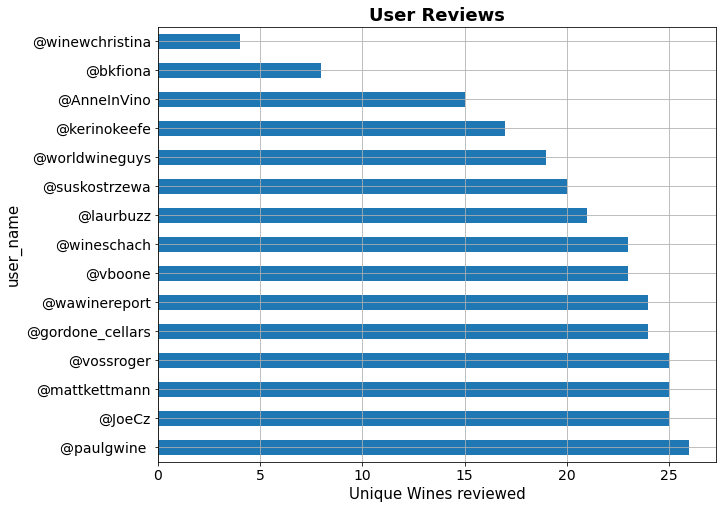 User Reviews
@winewchristina
@bkfiona
@AnneInVino
@kerinokeefe
@worldwineguys
@suskostrzewa
@laurbuzz
@wineschach
@vboone
@wawinereport
@gordone_cellars
@vossroger
@mattkettmann
@JoeCz
@paulgwine
user_name
0 5 10 15 20 25
Unique Wines reviewed